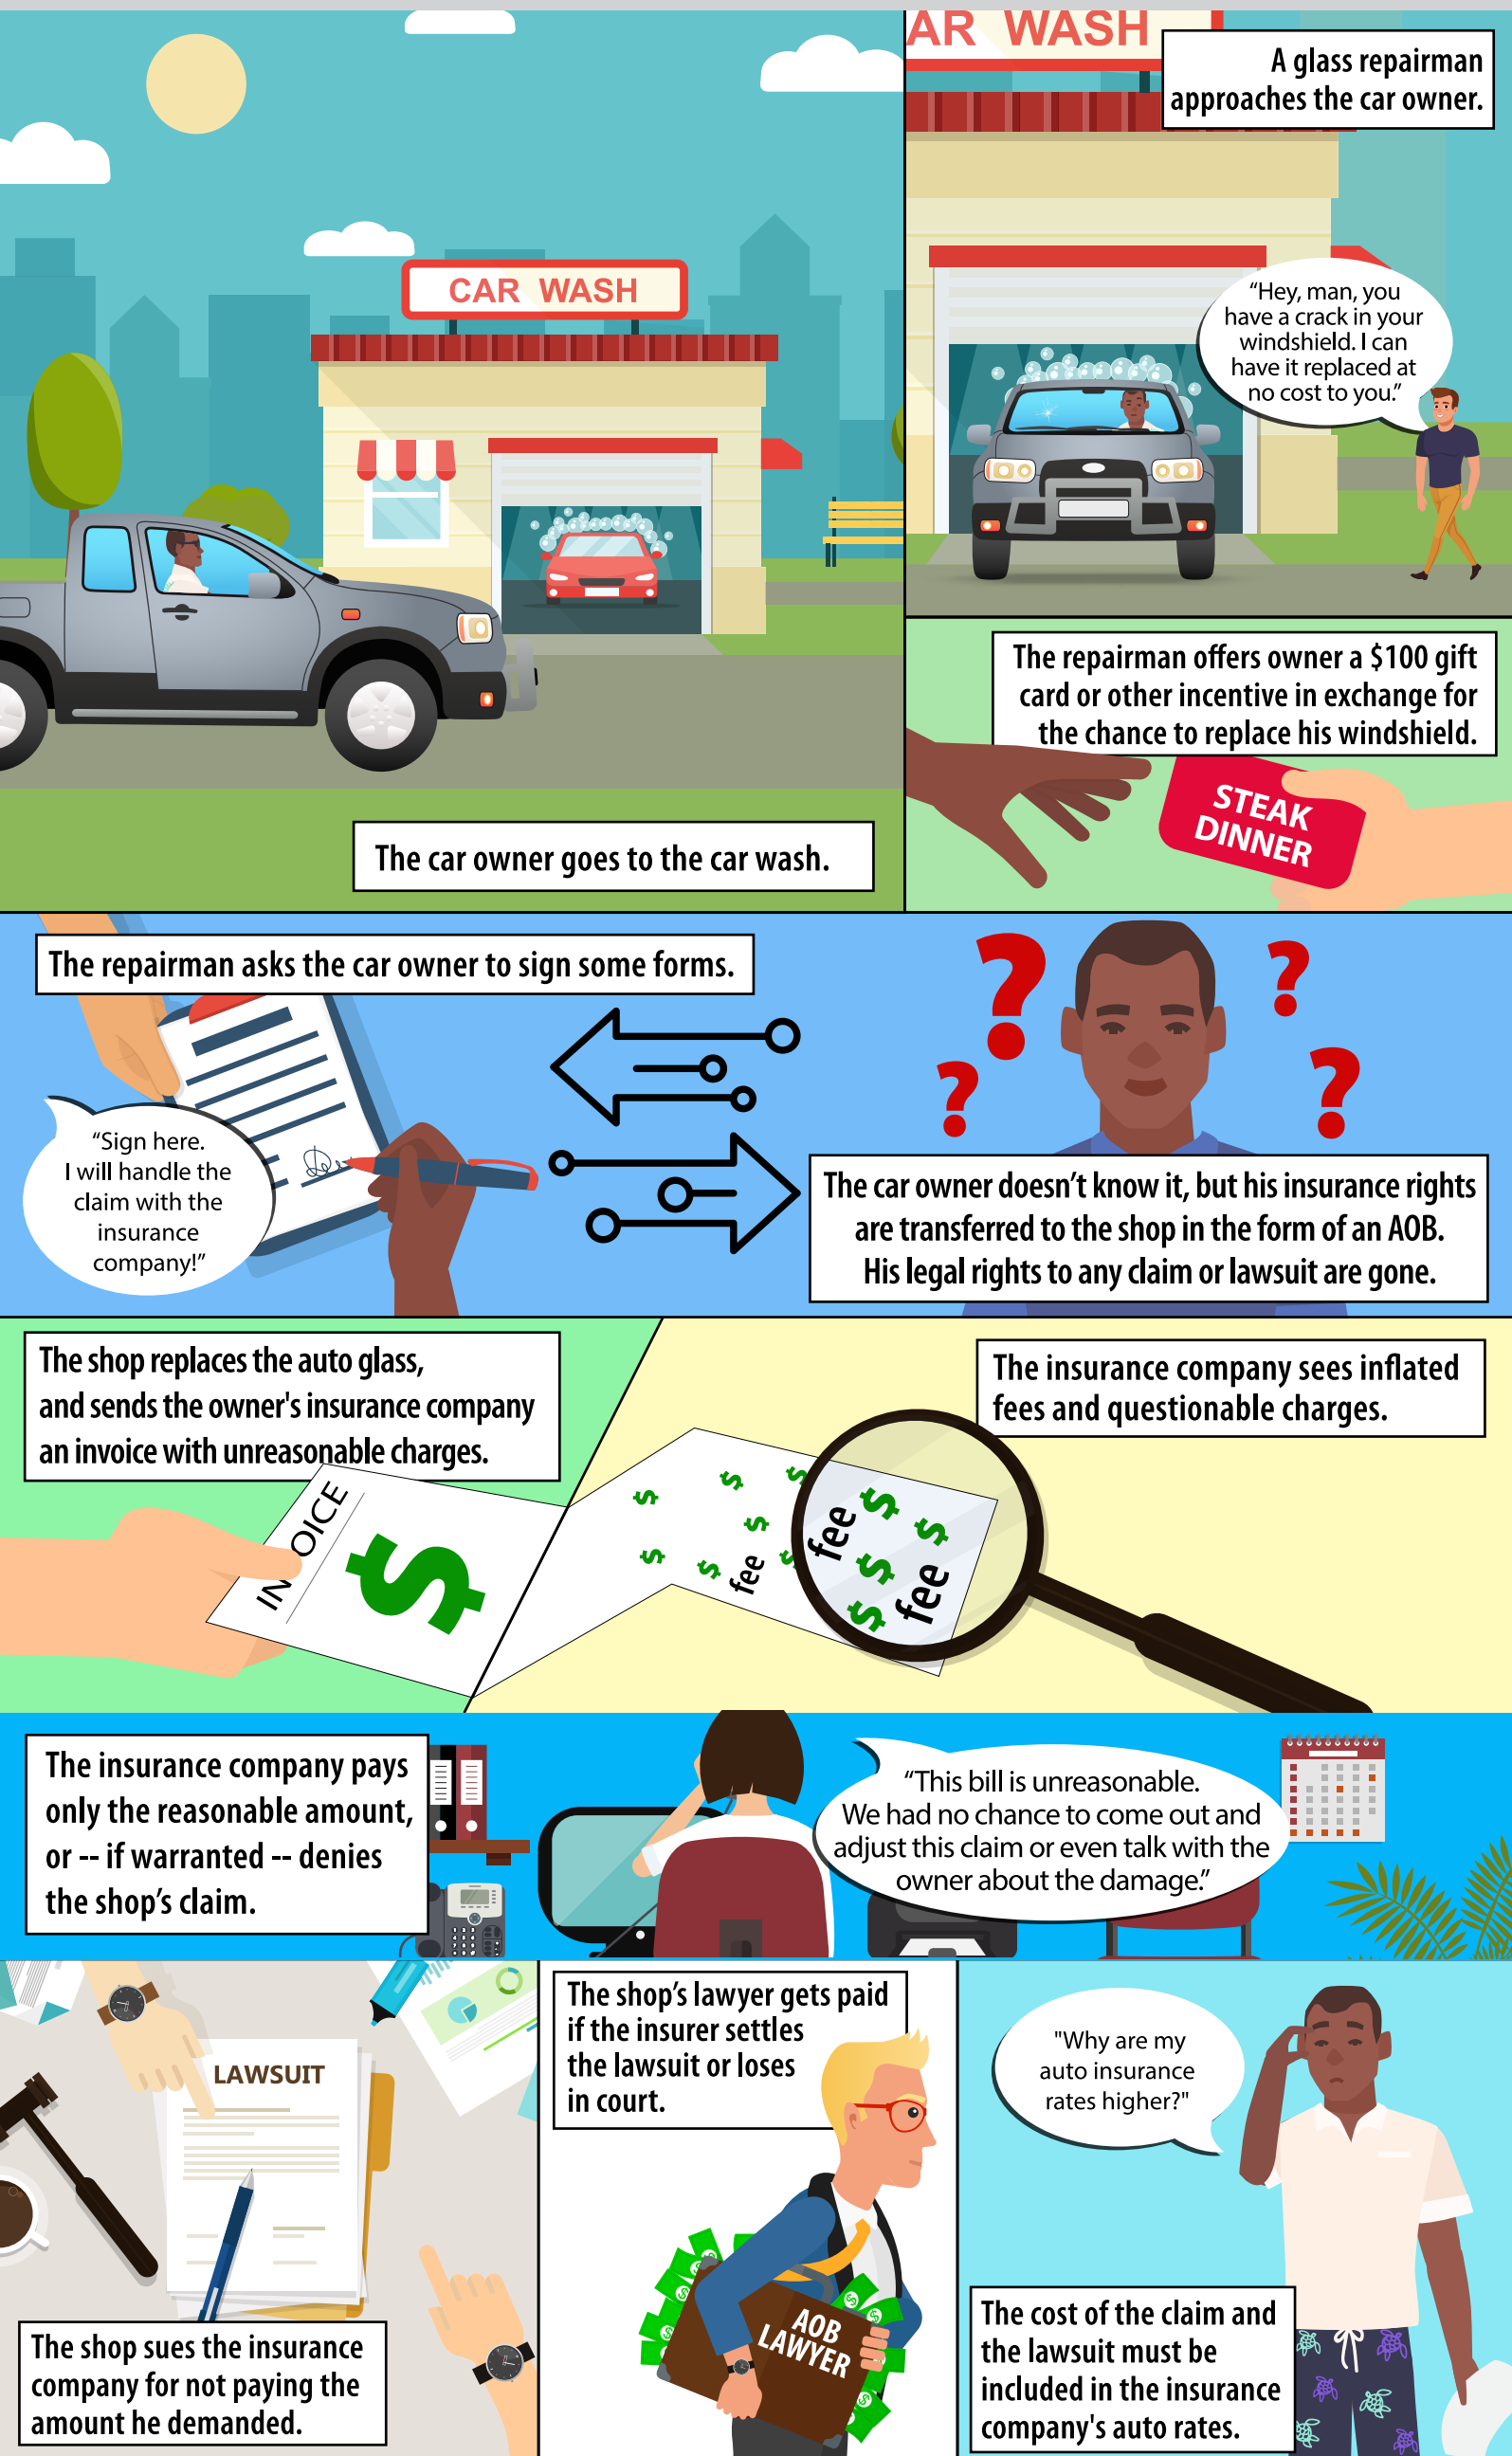 CAR WASH
The car owner goes to the car wash.
AR WASH
A glass repairman
approaches the car owner.
“Hey, man, you
have a crack in your
windshield. I can
have it replaced at
no cost to you.”
The repairman offers owner a $100 gift
card or other incentive in exchange for
the chance to replace his windshield.
STEAK
DINNER
The repairman asks the car owner to sign some forms.
“Sign here.
I will handle the
claim with the
insurance
company!”
? ? ? ?
The car owner doesn’t know it, but his insurance rights
are transferred to the shop in the form of an AOB.
His legal rights to any claim or lawsuit are gone.
The shop replaces the auto glass,
and sends the owner's insurance company
an invoice with unreasonable charges.
INVOICE
$
The insurance company sees inflated
fees and questionable charges.
$ $ $
$ $ $ $
fee
fee $ $
$ fee
$
The insurance company pays
only the reasonable amount,
or -- if warranted -- denies
the shop’s claim.
“This bill is unreasonable.
We had no chance to come out and
adjust this claim or even talk with the
owner about the damage.”
LAWSUIT
The shop sues the insurance
company for not paying the
amount he demanded.
The shop’s lawyer gets paid
if the insurer settles
the lawsuit or loses
in court.
AOB
LAWYER
"Why are my
auto insurance
rates higher?"
The cost of the claim and
the lawsuit must be
included in the insurance
company's auto rates.